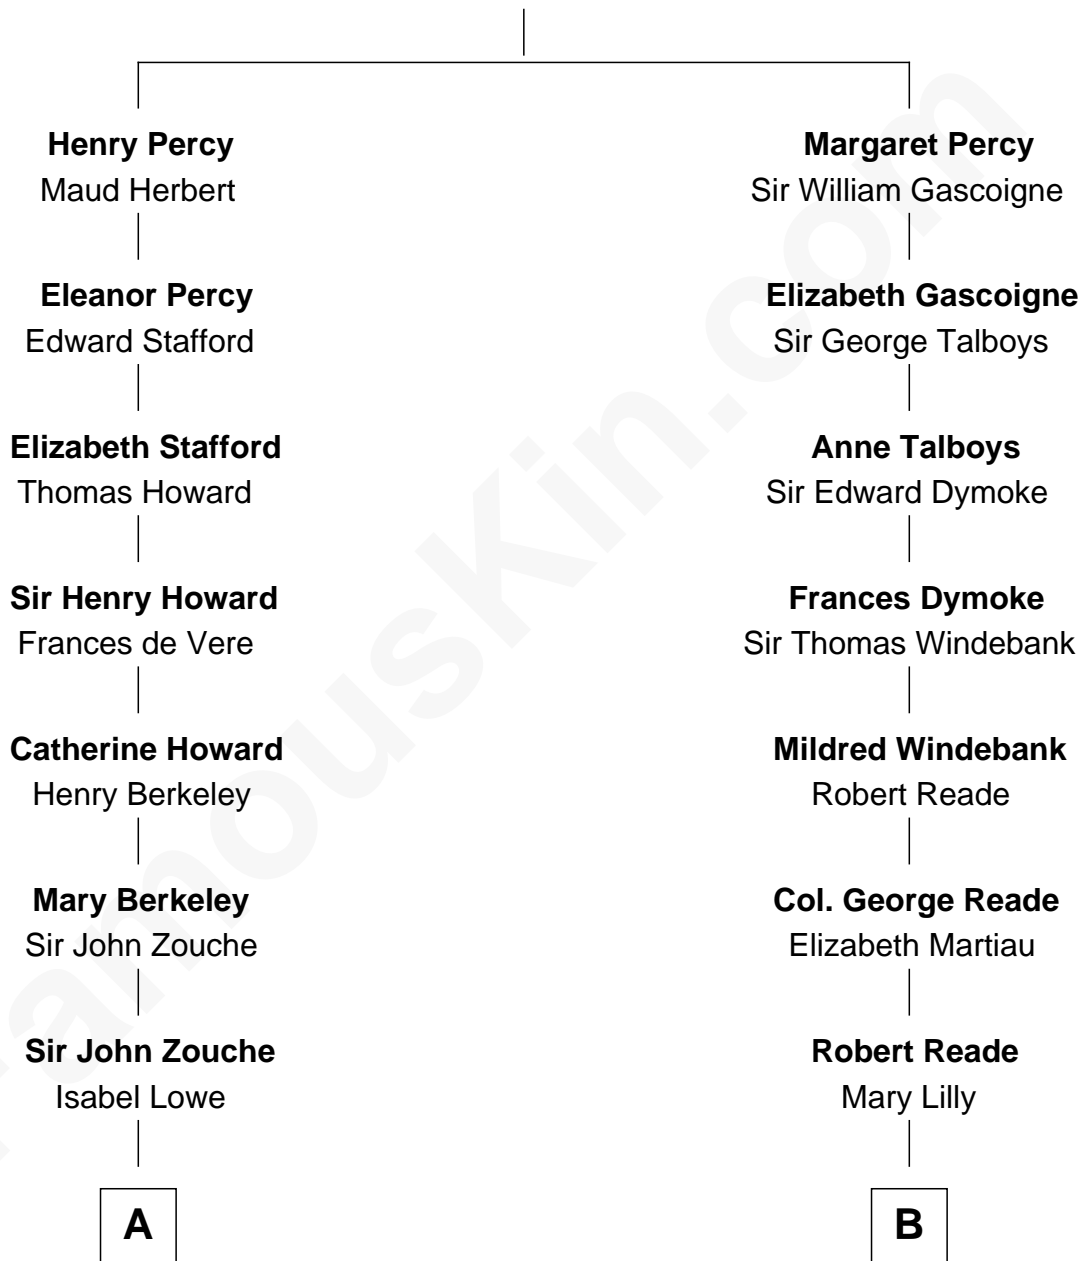 Henry Percy
Maud Herbert
Margaret Percy
Sir William Gascoigne
Eleanor Percy
Edward Stafford
Elizabeth Gascoigne
Sir George Talboys
Elizabeth Stafford
Thomas Howard
Anne Talboys
Sir Edward Dymoke
Sir Henry Howard
Frances de Vere
Frances Dymoke
Sir Thomas Windebank
Catherine Howard
Henry Berkeley
Mildred Windebank
Robert Reade
Mary Berkeley
Sir John Zouche
Col. George Reade
Elizabeth Martiau
Sir John Zouche
Isabel Lowe
Robert Reade
Mary Lilly
A
B
FamousKin.com